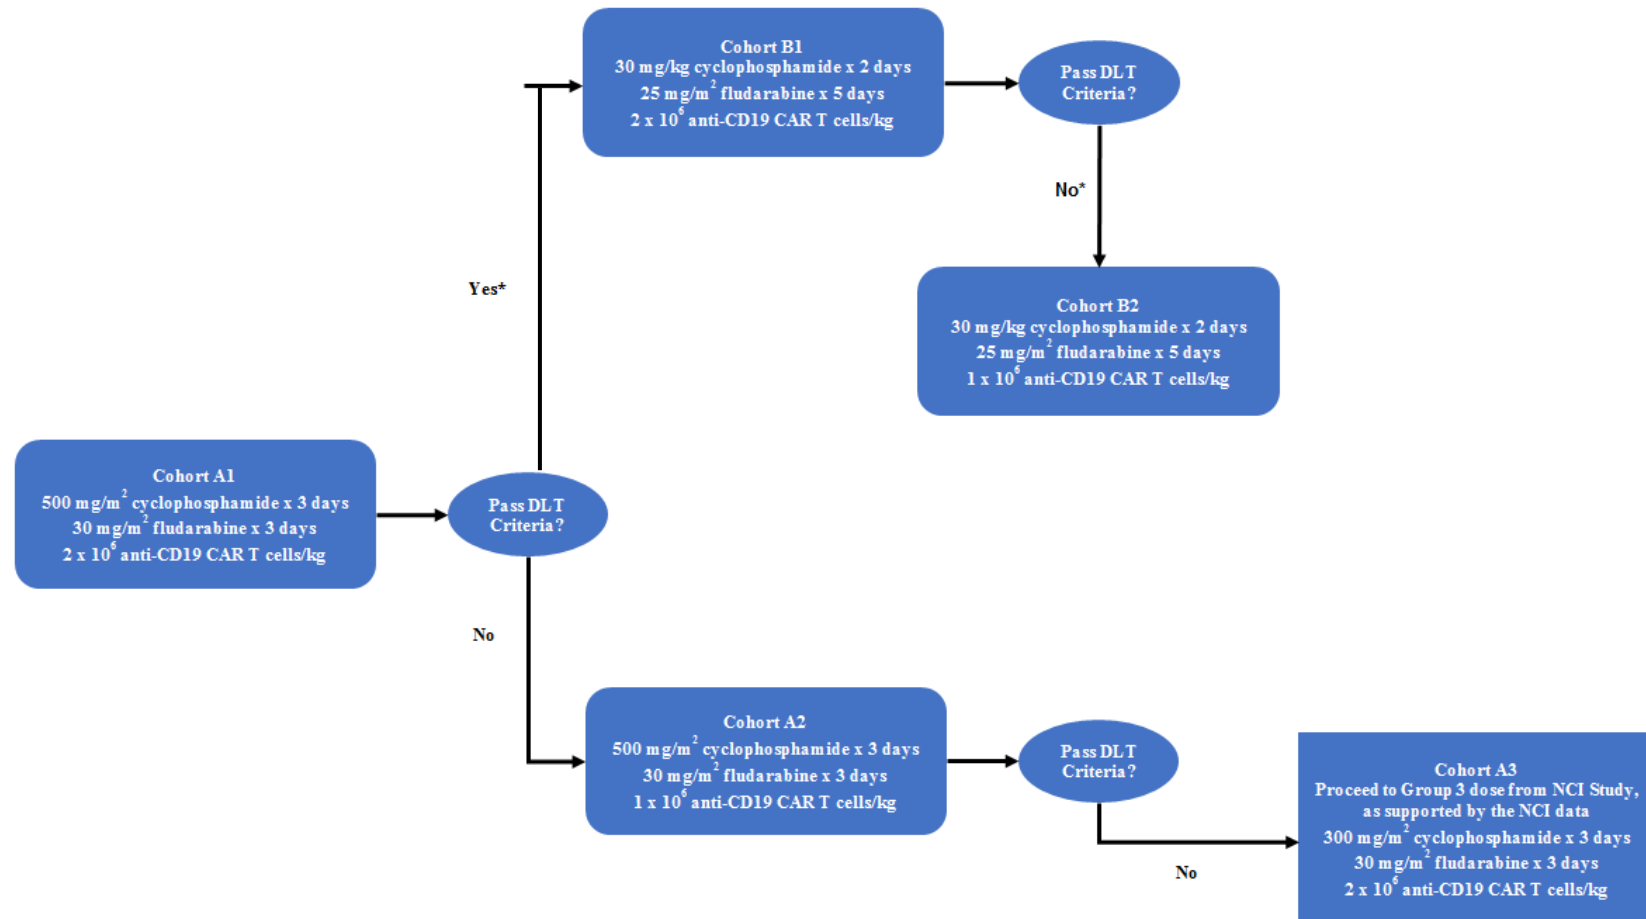 Cohort B1
30 mg/kg cyclophosphamide x 2 days
25 mg/m² fludarabine x 5 days
2 x 10⁶ anti-CD19 CAR T cells/kg
Pass DLT
Criteria?
No*
Cohort B2
30 mg/kg cyclophosphamide x 2 days
25 mg/m² fludarabine x 5 days
1 x 10⁶ anti-CD19 CAR T cells/kg
Yes*
Cohort A1
500 mg/m² cyclophosphamide x 3 days
30 mg/m² fludarabine x 3 days
2 x 10⁶ anti-CD19 CAR T cells/kg
Pass DLT
Criteria?
No
Cohort A2
500 mg/m² cyclophosphamide x 3 days
30 mg/m² fludarabine x 3 days
1 x 10⁶ anti-CD19 CAR T cells/kg
Pass DLT
Criteria?
No
Cohort A3
Proceed to Group 3 dose from NCI Study,
as supported by the NCI data
300 mg/m² cyclophosphamide x 3 days
30 mg/m² fludarabine x 3 days
2 x 10⁶ anti-CD19 CAR T cells/kg